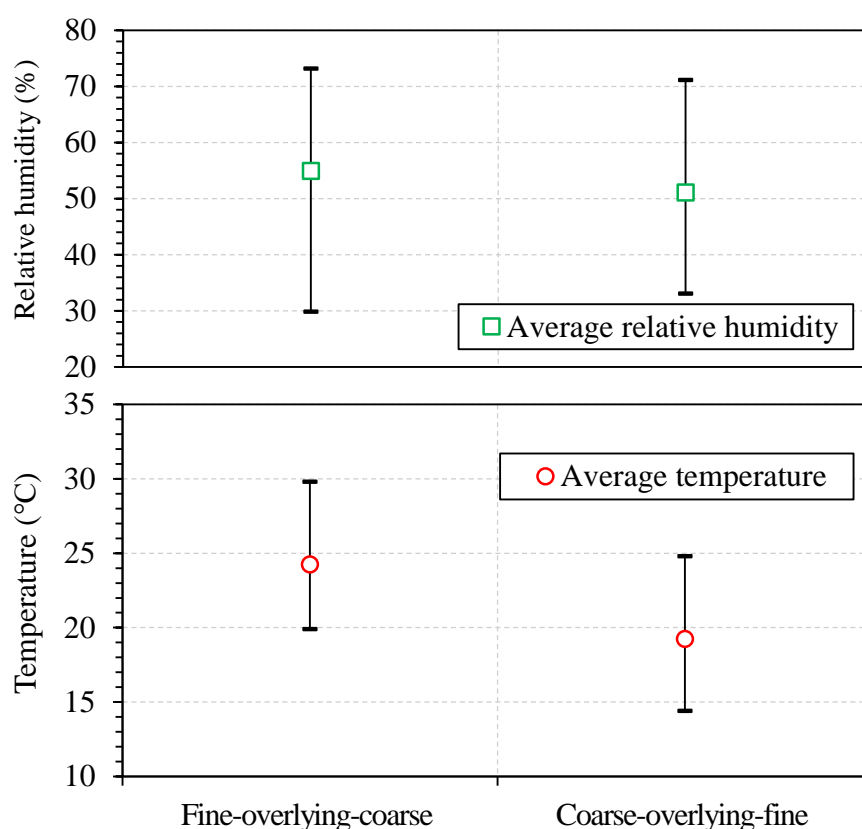 Relative humidity (%)
80
70
60
50
40
30
20
Average relative humidity
Temperature (°C)
35
30
25
20
15
10
Average temperature
Fine-overlying-coarse
Coarse-overlying-fine